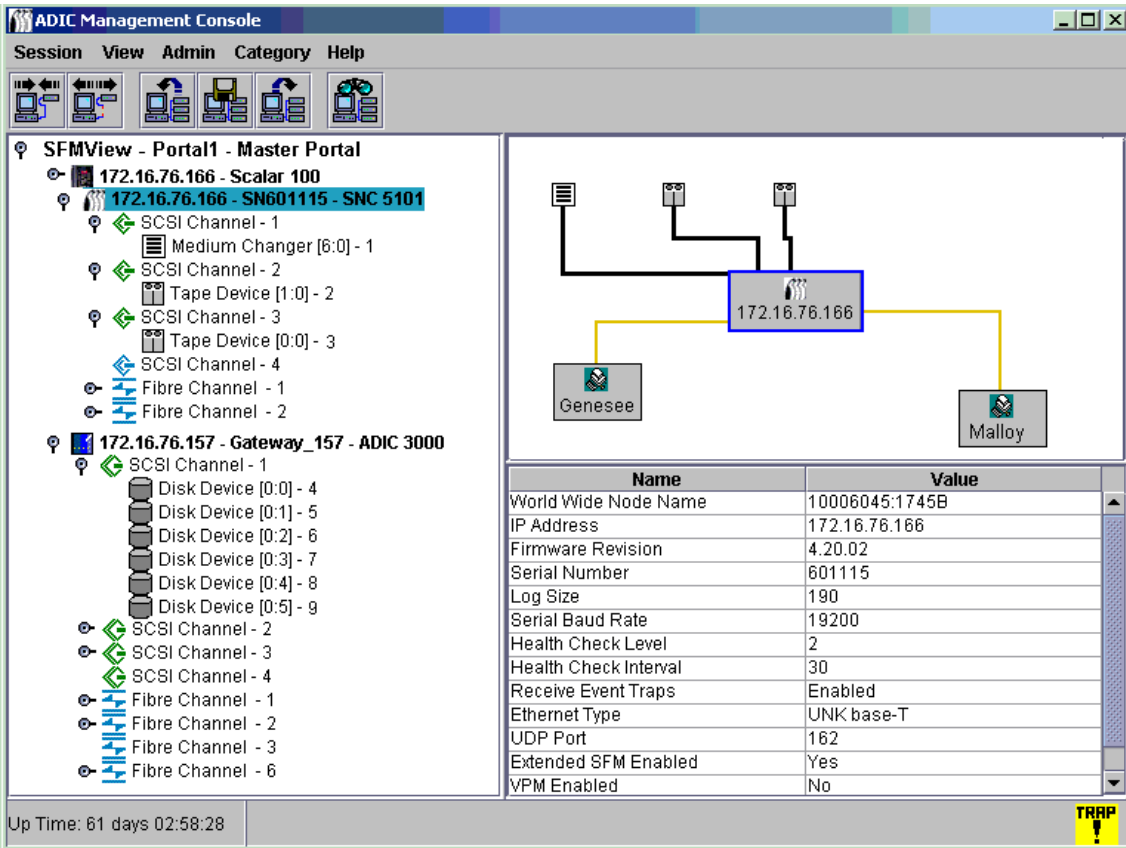 ADIC Management Console
Session View Admin Category Help
SFMView - Portal1 - Master Portal
172.16.76.166 - Scalar 100
172.16.76.166 - SN601115 - SNC 5101
SCSI Channel - 1
Medium Changer [6:0] - 1
SCSI Channel - 2
Tape Device [1:0] - 2
SCSI Channel - 3
Tape Device [0:0] - 3
SCSI Channel - 4
Fibre Channel - 1
Fibre Channel - 2
172.16.76.157 - Gateway_157 - ADIC 3000
SCSI Channel - 1
Disk Device [0:0] - 4
Disk Device [0:1] - 5
Disk Device [0:2] - 6
Disk Device [0:3] - 7
Disk Device [0:4] - 8
Disk Device [0:5] - 9
SCSI Channel - 2
SCSI Channel - 3
SCSI Channel - 4
Fibre Channel - 1
Fibre Channel - 2
Fibre Channel - 3
Fibre Channel - 6
172.16.76.166
Genesee
Malloy
Name Value
World Wide Node Name 10006045:1745B
IP Address 172.16.76.166
Firmware Revision 4.20.02
Serial Number 601115
Log Size 190
Serial Baud Rate 19200
Health Check Level 2
Health Check Interval 30
Receive Event Traps Enabled
Ethernet Type UNK base-T
UDP Port 162
Extended SFM Enabled Yes
VPM Enabled No
Up Time: 61 days 02:58:28
TRAP
!